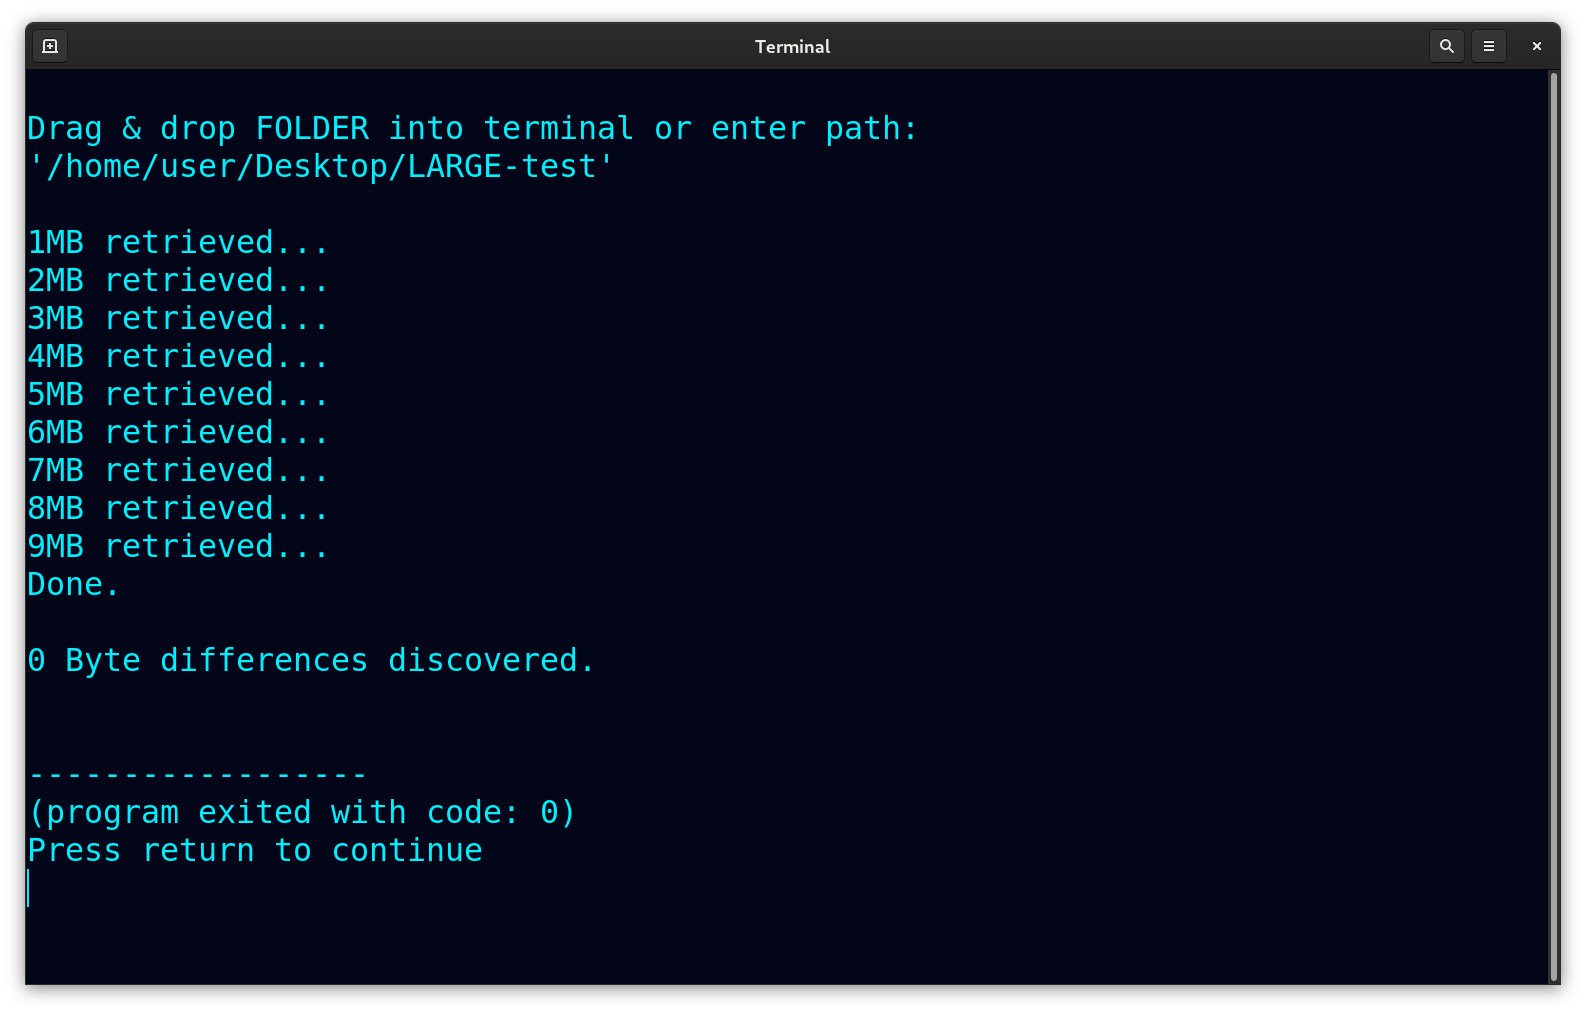 Terminal
Drag & drop FOLDER into terminal or enter path:
'/home/user/Desktop/LARGE-test'
1MB retrieved...
2MB retrieved...
3MB retrieved...
4MB retrieved...
5MB retrieved...
6MB retrieved...
7MB retrieved...
8MB retrieved...
9MB retrieved...
Done.
0 Byte differences discovered.
------------------
(program exited with code: 0)
Press return to continue